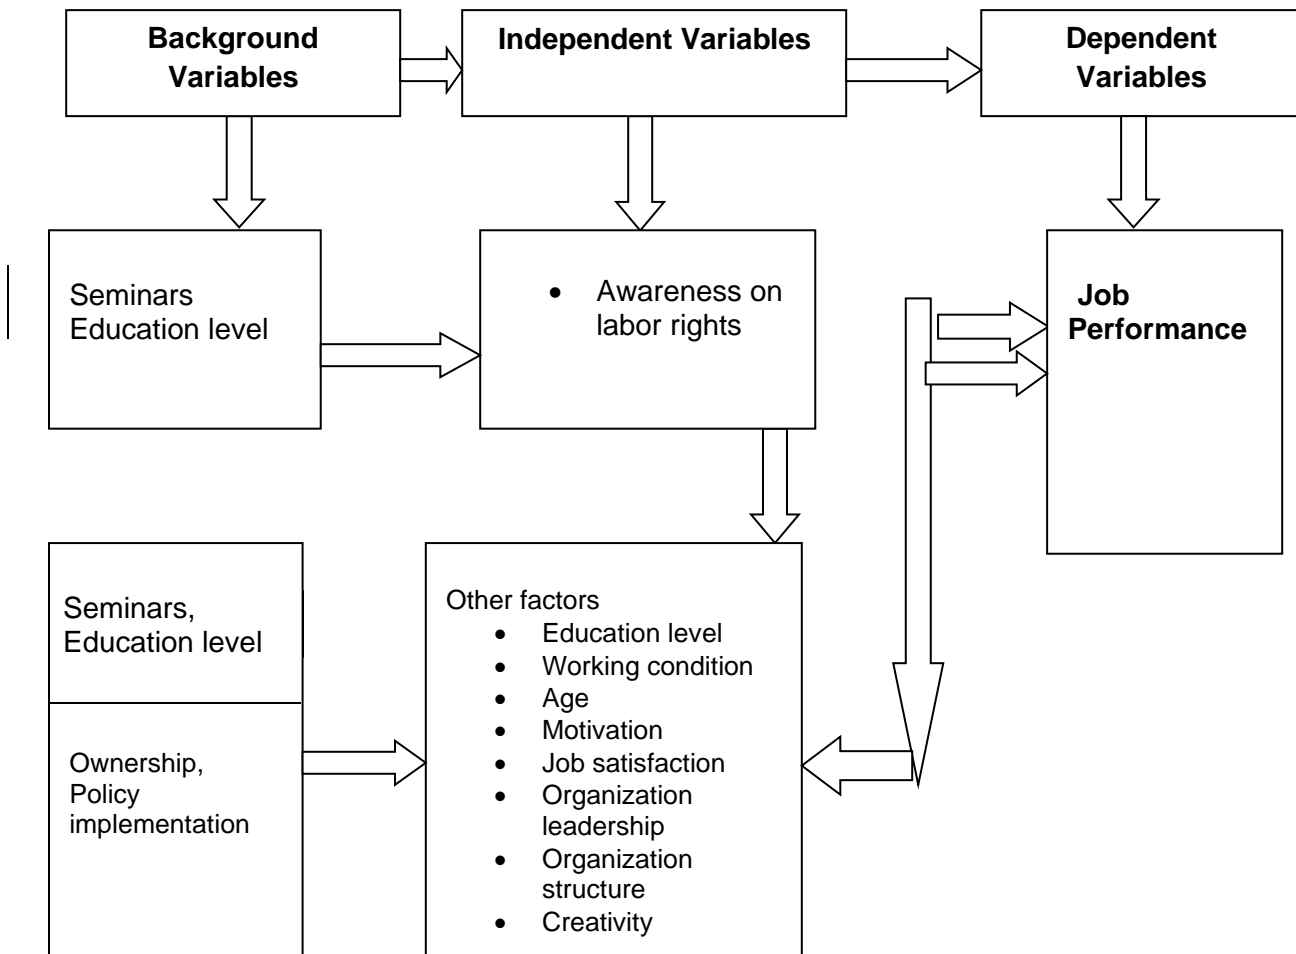 Background
Variables
Independent Variables
Dependent
Variables
Seminars
Education level
• Awareness on
labor rights
Job
Performance
Seminars,
Education level
Ownership,
Policy
implementation
Other factors
• Education level
• Working condition
• Age
• Motivation
• Job satisfaction
• Organization
leadership
• Organization
structure
• Creativity